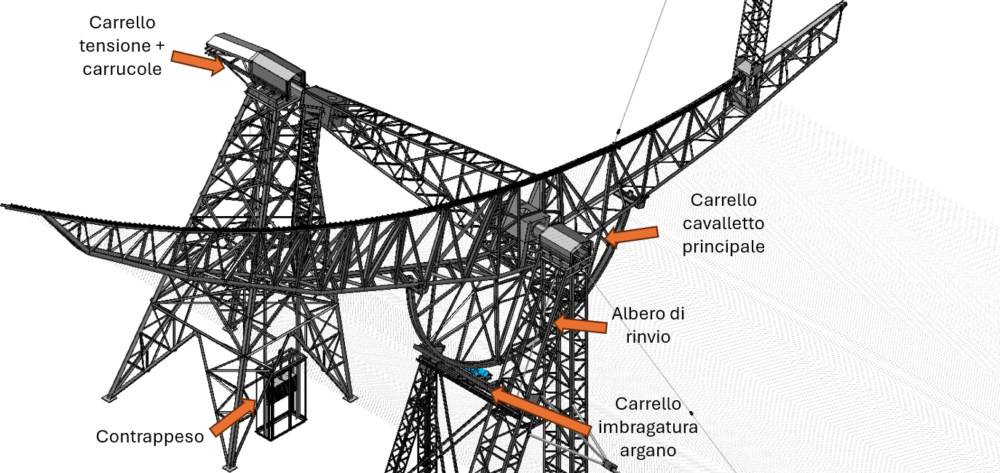 Carrello
tensione +
carrucole
Carrello
cavalletto
principale
Albero di
rinvio
Carrello
imbragatura
argano
Contrappeso